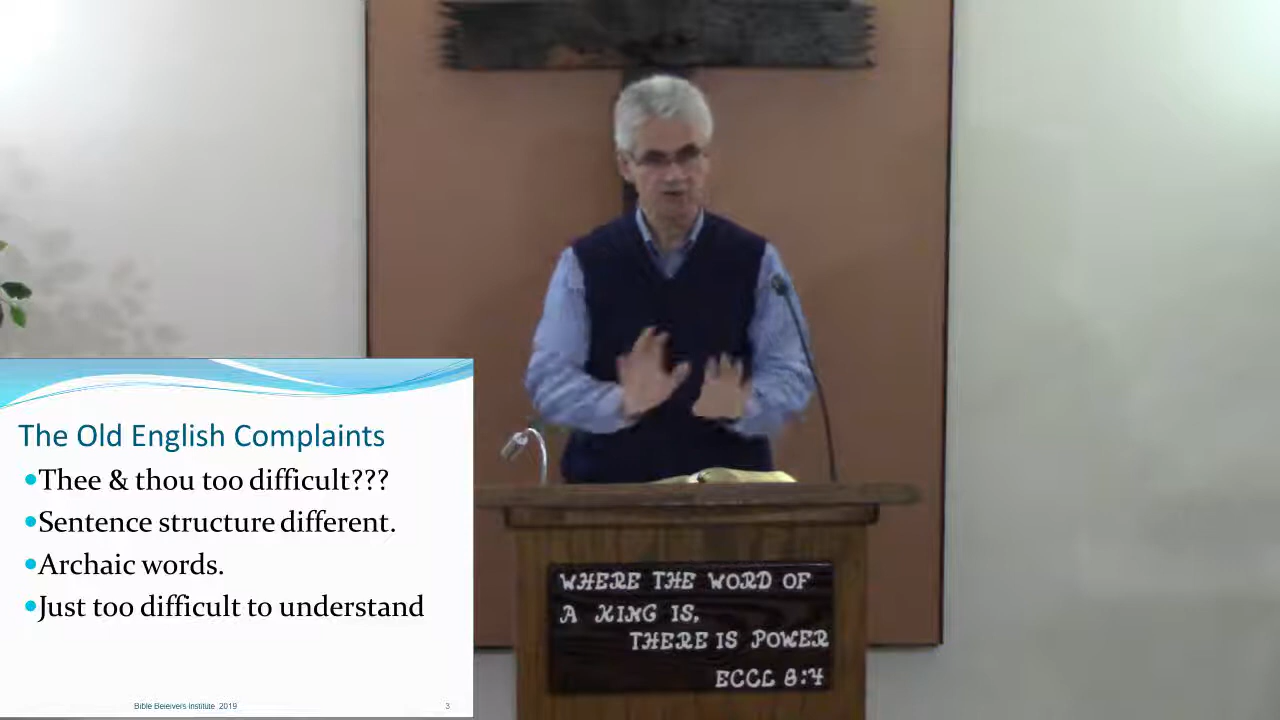 The Old English Complaints
•Thee & thou too difficult???
•Sentence structure different.
•Archaic words.
•Just too difficult to understand
Bible Beleivers Institute 2019
3
WHERE THE WORD OF
A KING IS,
THERE IS POWER
ECCL 8:4